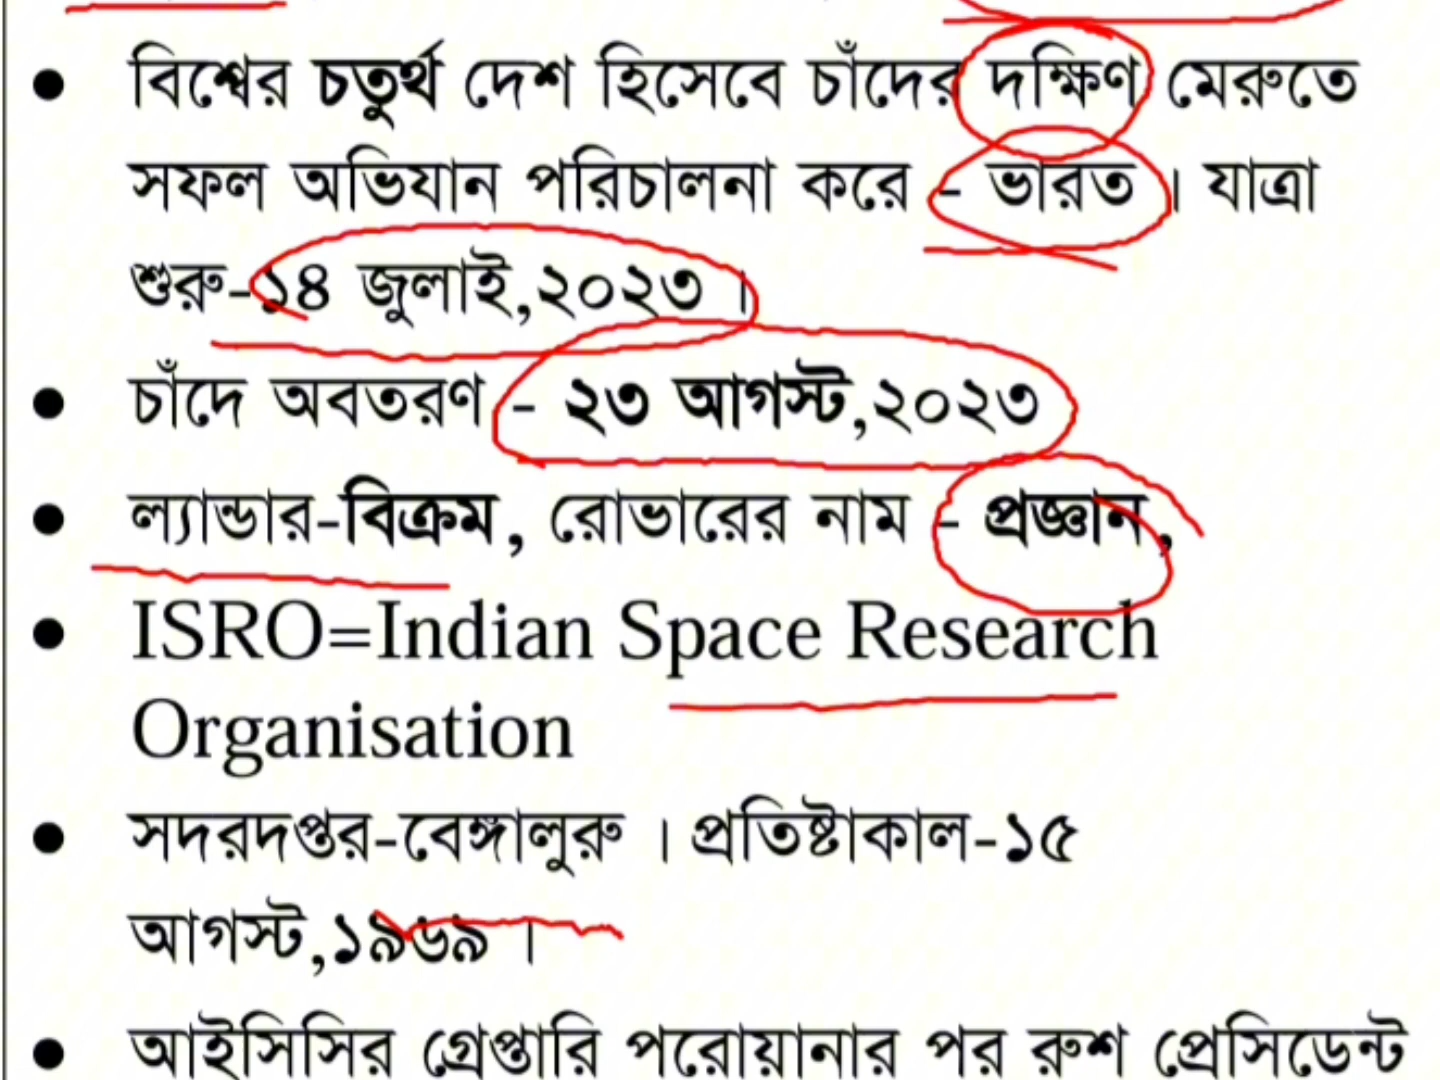 বিশ্বের চতুর্থ দেশ হিসেবে চাঁদের দক্ষিণ মেরুতে
সফল অভিযান পরিচালনা করে - ভারত । যাত্রা
শুরু-১৪ জুলাই,২০২৩ ।
চাঁদে অবতরণ - ২৩ আগস্ট,২০২৩
ল্যান্ডার-বিক্রম, রোভারের নাম - প্রজ্ঞান,
ISRO=Indian Space Research
Organisation
সদরদপ্তর-বেঙ্গালুরু । প্রতিষ্টাকাল-১৫
আগস্ট,১৯৬৯ ।
আইসিসির গ্রেপ্তারি পরোয়ানার পর রুশ প্রেসিডেন্ট